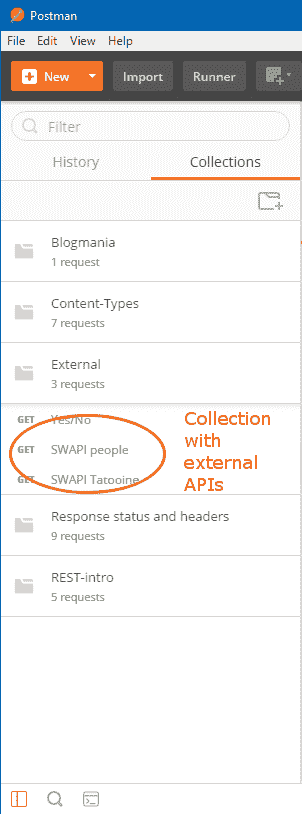 Postman
File Edit View Help
New Import Runner
Filter
History Collections
Blogmania
1 request
Content-Types
7 requests
External
3 requests
GET Yes/No
GET SWAPI people
GET SWAPI Tatooine
Collection
with
external
APIs
Response status and headers
9 requests
REST-intro
5 requests